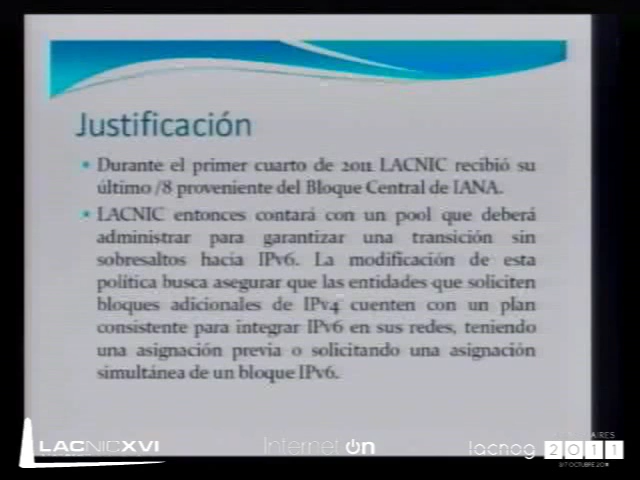 Justificación
• Durante el primer cuarto de 2011 LACNIC recibió su
último /8 proveniente del Bloque Central de IANA.
• LACNIC entonces contará con un pool que deberá
administrar para garantizar una transición sin
sobresaltos hacia IPv6. La modificación de esta
política busca asegurar que las entidades que soliciten
bloques adicionales de IPv4 cuenten con un plan
consistente para integrar IPv6 en sus redes, teniendo
una asignación previa o solicitando una asignación
simultánea de un bloque IPv6.
LACNICXVI
Internet ON
lacnog
2011